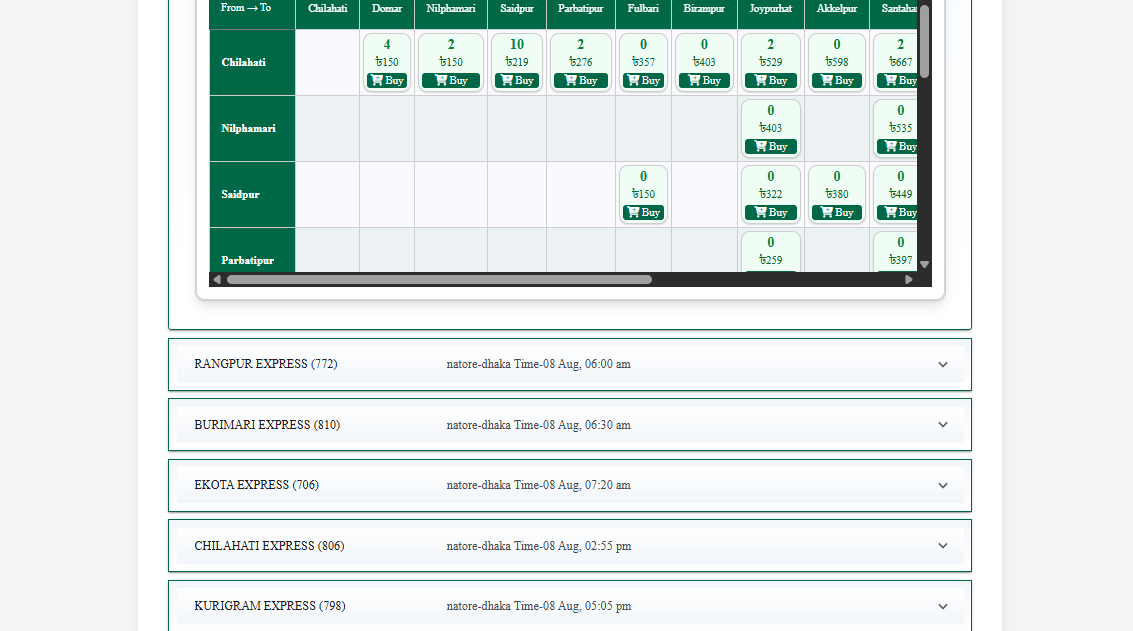 From → To Chilahati Domar Nilphamari Saidpur Parbatipur Fulbari Birampur Joypurhat Akkelpur
Chilahati 4 2 10 2 0 0 2 0 2
৳150 ৳150 ৳219 ৳276 ৳357 ৳403 ৳529 ৳598 ৳667
Buy Buy Buy Buy Buy Buy Buy Buy Buy
Nilphamari 0 0
৳403 ৳535
Buy Buy
Saidpur 0 0 0 0
৳150 ৳322 ৳380 ৳449
Buy Buy Buy Buy
Parbatipur 0 0
৳259 ৳397
RANGPUR EXPRESS (772) natore-dhaka Time-08 Aug, 06:00 am
BURIMARI EXPRESS (810) natore-dhaka Time-08 Aug, 06:30 am
EKOTA EXPRESS (706) natore-dhaka Time-08 Aug, 07:20 am
CHILAHATI EXPRESS (806) natore-dhaka Time-08 Aug, 02:55 pm
KURIGRAM EXPRESS (798) natore-dhaka Time-08 Aug, 05:05 pm